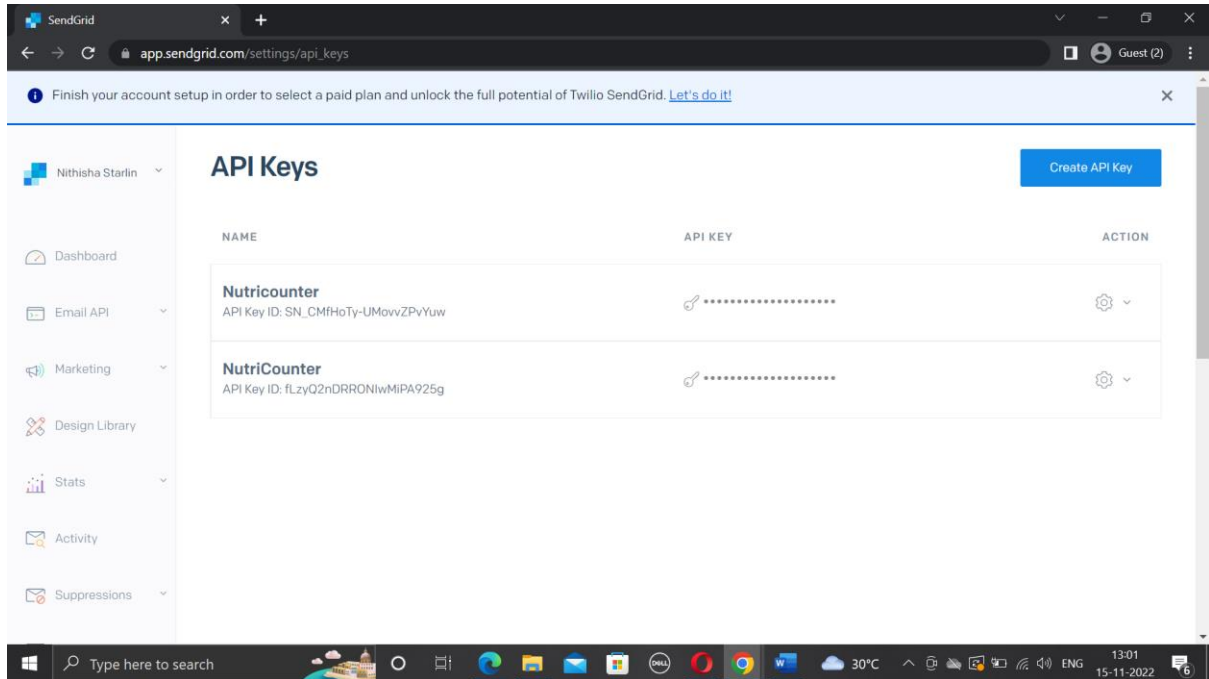 SendGrid
app.sendgrid.com/settings/api_keys
Guest (2)
Finish your account setup in order to select a paid plan and unlock the full potential of Twilio SendGrid. Let's do it!
Nithisha Starlin
API Keys
Create API Key
NAME API KEY ACTION
Dashboard
Nutricounter
API Key ID: SN_CMfHoTy-UMovvZPvYuw
Email API
NutriCounter
Marketing
API Key ID: fLzyQ2nDRRONIwMiPA925g
Design Library
Stats
Activity
Suppressions
Type here to search
DELL
W
30°C
ENG
13:01
15-11-2022
6